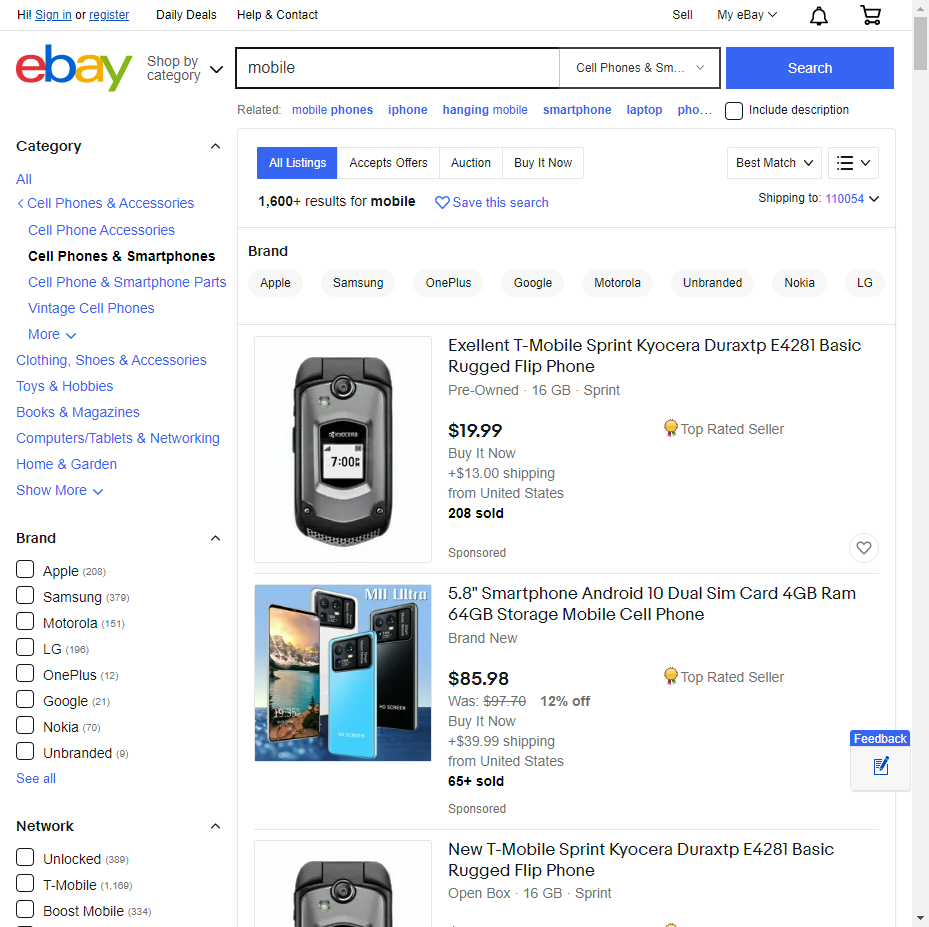 Hi! Sign in or register Daily Deals Help & Contact Sell My eBay
ebay
Shop by
category
mobile
Cell Phones & Sm...
Search
Related: mobile phones iphone hanging mobile smartphone laptop pho... Include description
Category
All
Cell Phones & Accessories
Cell Phone Accessories
Cell Phones & Smartphones
Cell Phone & Smartphone Parts
Vintage Cell Phones
More
Clothing, Shoes & Accessories
Toys & Hobbies
Books & Magazines
Computers/Tablets & Networking
Home & Garden
Show More
Brand
Apple (208)
Samsung (379)
Motorola (151)
LG (196)
OnePlus (12)
Google (21)
Nokia (70)
Unbranded (9)
See all
Network
Unlocked (389)
T-Mobile (1,169)
Boost Mobile (334)
All Listings Accepts Offers Auction Buy It Now Best Match
1,600+ results for mobile Save this search Shipping to: 110054
Brand
Apple Samsung OnePlus Google Motorola Unbranded Nokia LG
KYOCERA
7:00
Exellent T-Mobile Sprint Kyocera Duraxtp E4281 Basic
Rugged Flip Phone
Pre-Owned · 16 GB · Sprint
$19.99
Top Rated Seller
Buy It Now
+$13.00 shipping
from United States
208 sold
Sponsored
M11 Ultra
19:35
HD SCREEN
HD SCREEN
5.8" Smartphone Android 10 Dual Sim Card 4GB Ram
64GB Storage Mobile Cell Phone
Brand New
$85.98
Top Rated Seller
Was: $97.70 12% off
Buy It Now
+$39.99 shipping
from United States
65+ sold
Sponsored
Feedback
New T-Mobile Sprint Kyocera Duraxtp E4281 Basic
Rugged Flip Phone
Open Box · 16 GB · Sprint